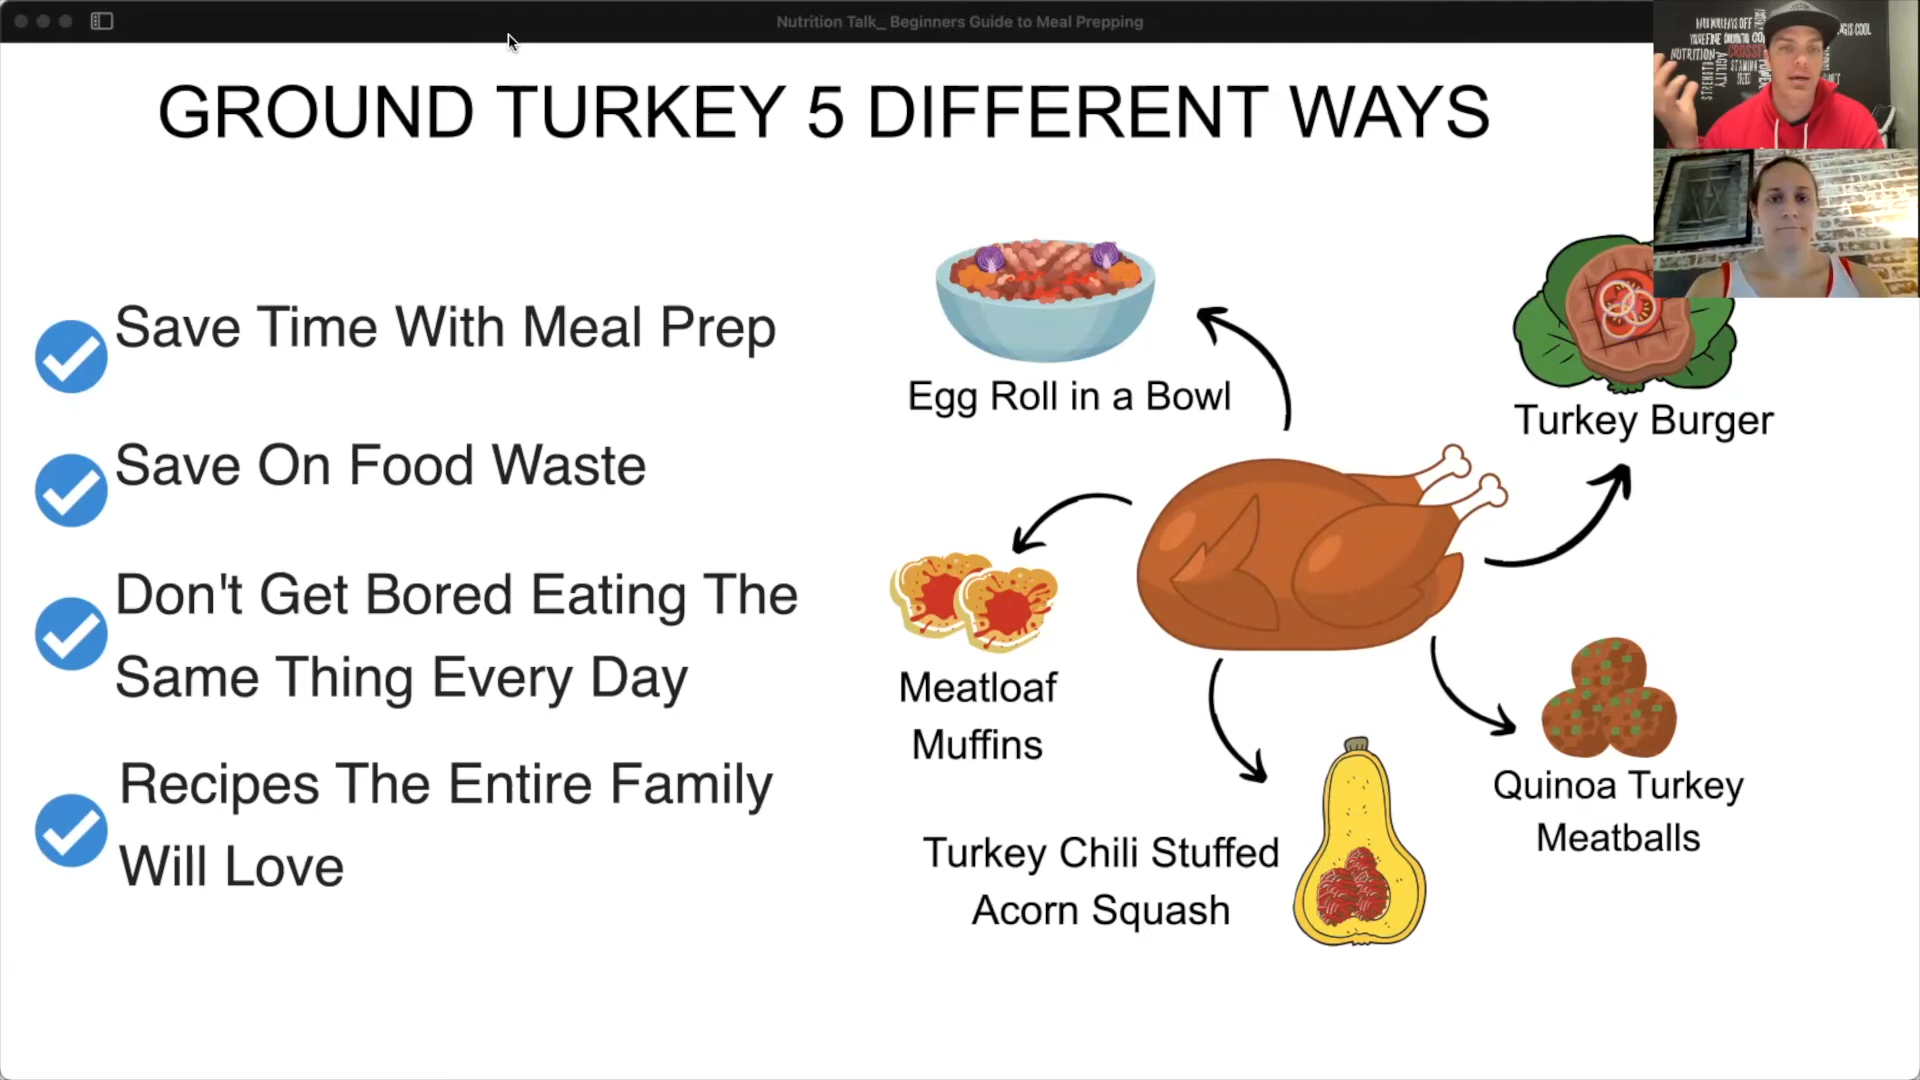 Nutrition Talk_ Beginners Guide to Meal Prepping
GROUND TURKEY 5 DIFFERENT WAYS
Save Time With Meal Prep
Save On Food Waste
Don't Get Bored Eating The
Same Thing Every Day
Recipes The Entire Family
Will Love
Egg Roll in a Bowl
Turkey Burger
Meatloaf
Muffins
Quinoa Turkey
Meatballs
Turkey Chili Stuffed
Acorn Squash
NUTRITION
AGILITY